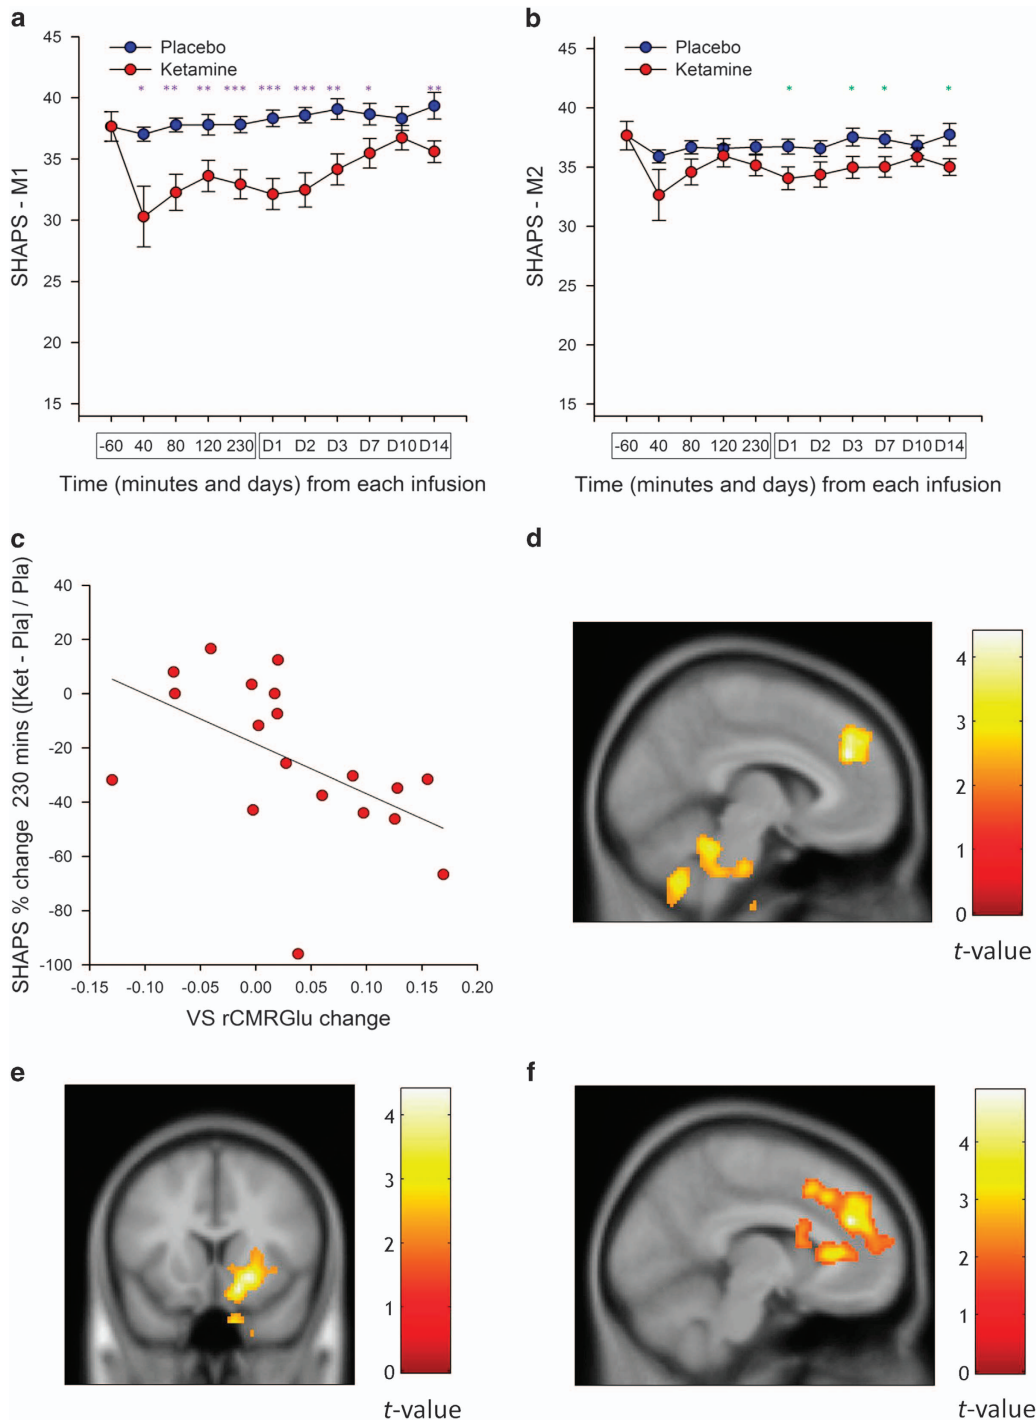 a
45
40
35
30
25
20
15
SHAPS - M1
Placebo
Ketamine
* ** ** *** *** *** ** * **
-60 40 80 120 230 D1 D2 D3 D7 D10 D14
Time (minutes and days) from each infusion
b
45
40
35
30
25
20
15
SHAPS - M2
Placebo
Ketamine
* * * *
-60 40 80 120 230 D1 D2 D3 D7 D10 D14
Time (minutes and days) from each infusion
c
SHAPS % change 230 mins ([Ket - Pla] / Pla)
40
20
0
-20
-40
-60
-80
-100
-0.15 -0.10 -0.05 0.00 0.05 0.10 0.15 0.20
VS rCMRGlu change
d
4
3
2
1
0
t-value
e
4
3
2
1
0
t-value
f
4
3
2
1
0
t-value